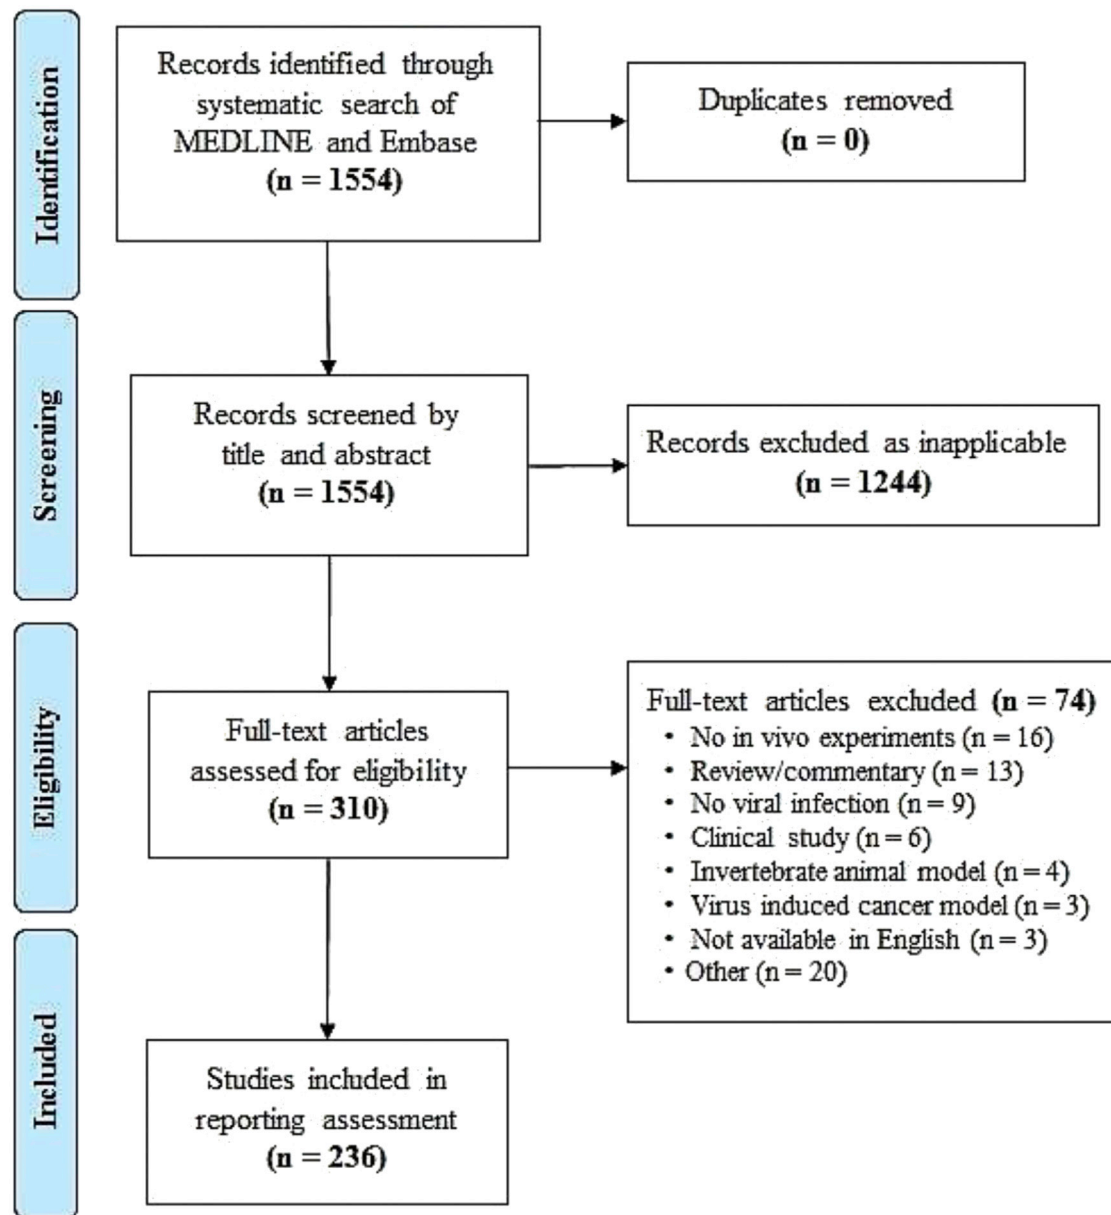 Identification
Records identified through
systematic search of
MEDLINE and Embase
(n = 1554)
Duplicates removed
(n = 0)
Screening
Records screened by
title and abstract
(n = 1554)
Records excluded as inapplicable
(n = 1244)
Eligibility
Full-text articles
assessed for eligibility
(n = 310)
Full-text articles excluded (n = 74)
• No in vivo experiments (n = 16)
• Review/commentary (n = 13)
• No viral infection (n = 9)
• Clinical study (n = 6)
• Invertebrate animal model (n = 4)
• Virus induced cancer model (n = 3)
• Not available in English (n = 3)
• Other (n = 20)
Included
Studies included in
reporting assessment
(n = 236)